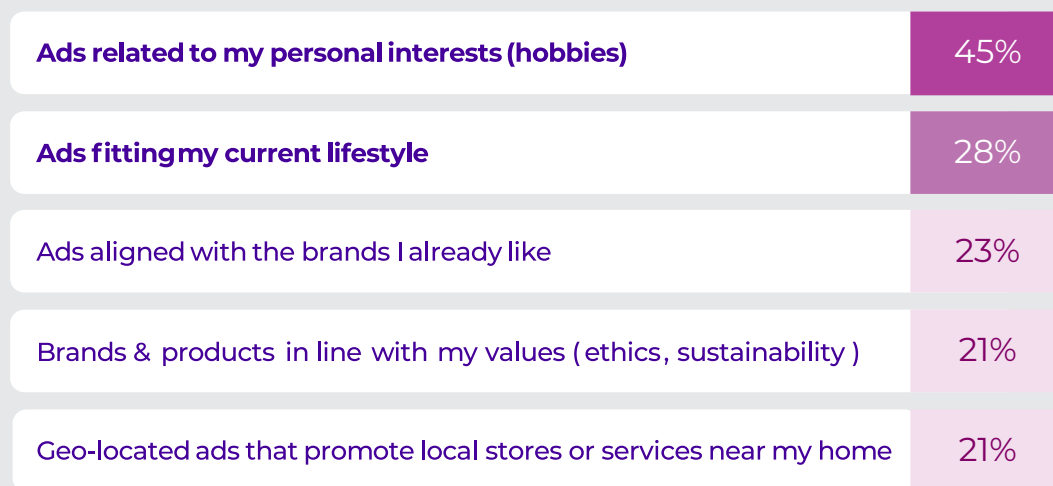 Ads related to my personal interests (hobbies) 45%
Ads fitting my current lifestyle 28%
Ads aligned with the brands I already like 23%
Brands & products in line with my values (ethics, sustainability) 21%
Geo-located ads that promote local stores or services near my home 21%